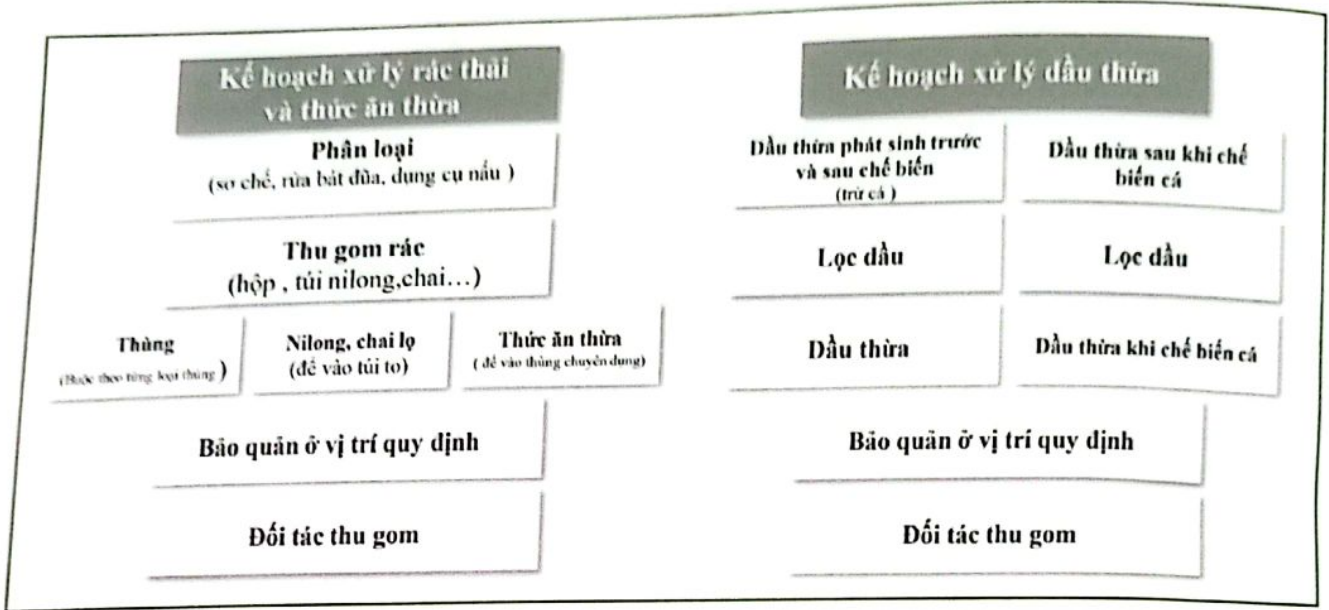 Kế hoạch xử lý rác thải
và thức ăn thừa
Phân loại
(sơ chế, rửa bát đũa, dụng cụ nấu )
Thu gom rác
(hộp , túi nilong,chai…)
Thùng
(Buộc theo từng loại thùng )
Nilong, chai lọ
(để vào túi to)
Thức ăn thừa
( để vào thùng chuyên dụng)
Bảo quản ở vị trí quy định
Đối tác thu gom
Kế hoạch xử lý dầu thừa
Dầu thừa phát sinh trước
và sau chế biến
(trừ cá )
Dầu thừa sau khi chế
biến cá
Lọc dầu
Lọc dầu
Dầu thừa
Dầu thừa khi chế biến cá
Bảo quản ở vị trí quy định
Đối tác thu gom